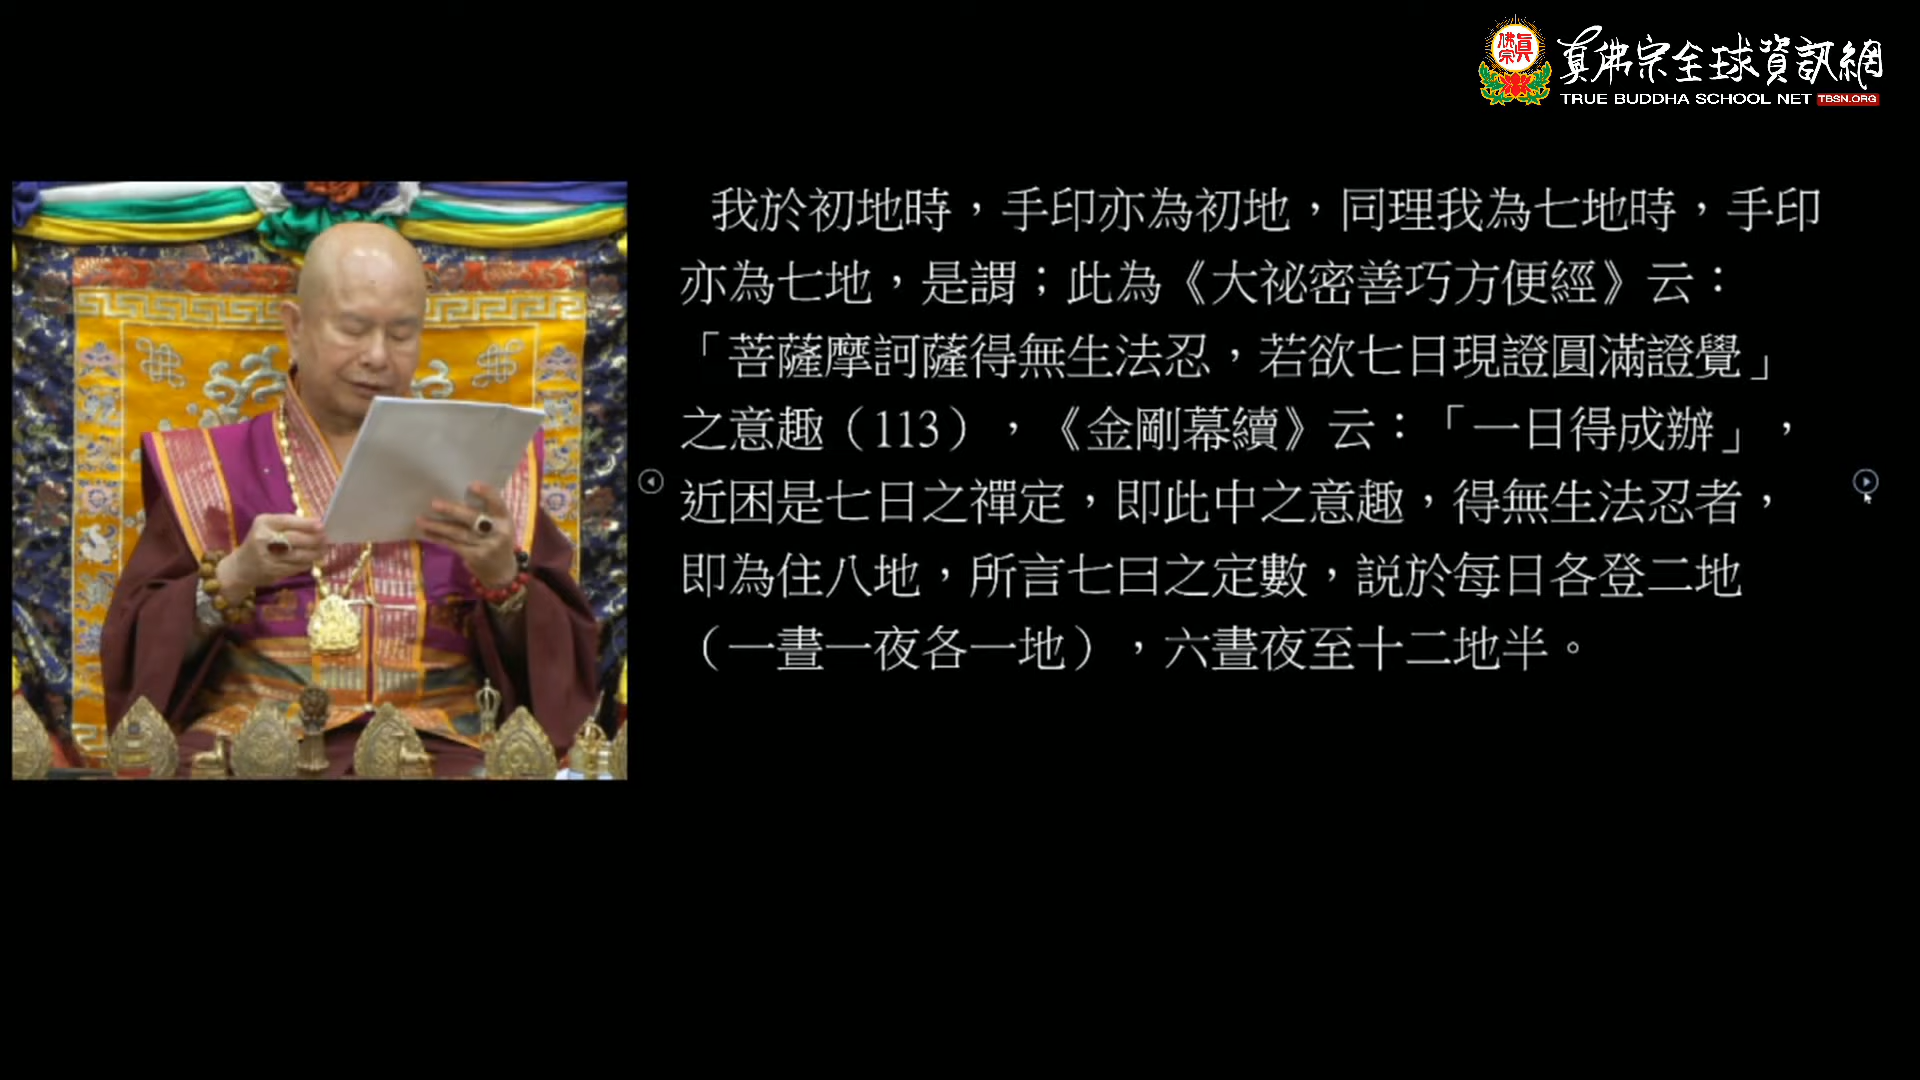 真佛宗
真佛宗全球資訊網
TRUE BUDDHA SCHOOL NET TBSN.ORG
我於初地時，手印亦為初地，同理我為七地時，手印
亦為七地，是謂；此為《大祕密善巧方便經》云：
「菩薩摩訶薩得無生法忍，若欲七日現證圓滿證覺」
之意趣（113），《金剛幕續》云：「一日得成辦」，
近因是七日之禪定，即此中之意趣，得無生法忍者，
即為住八地，所言七日之定數，説於每日各登二地
（一晝一夜各一地），六晝夜至十二地半。